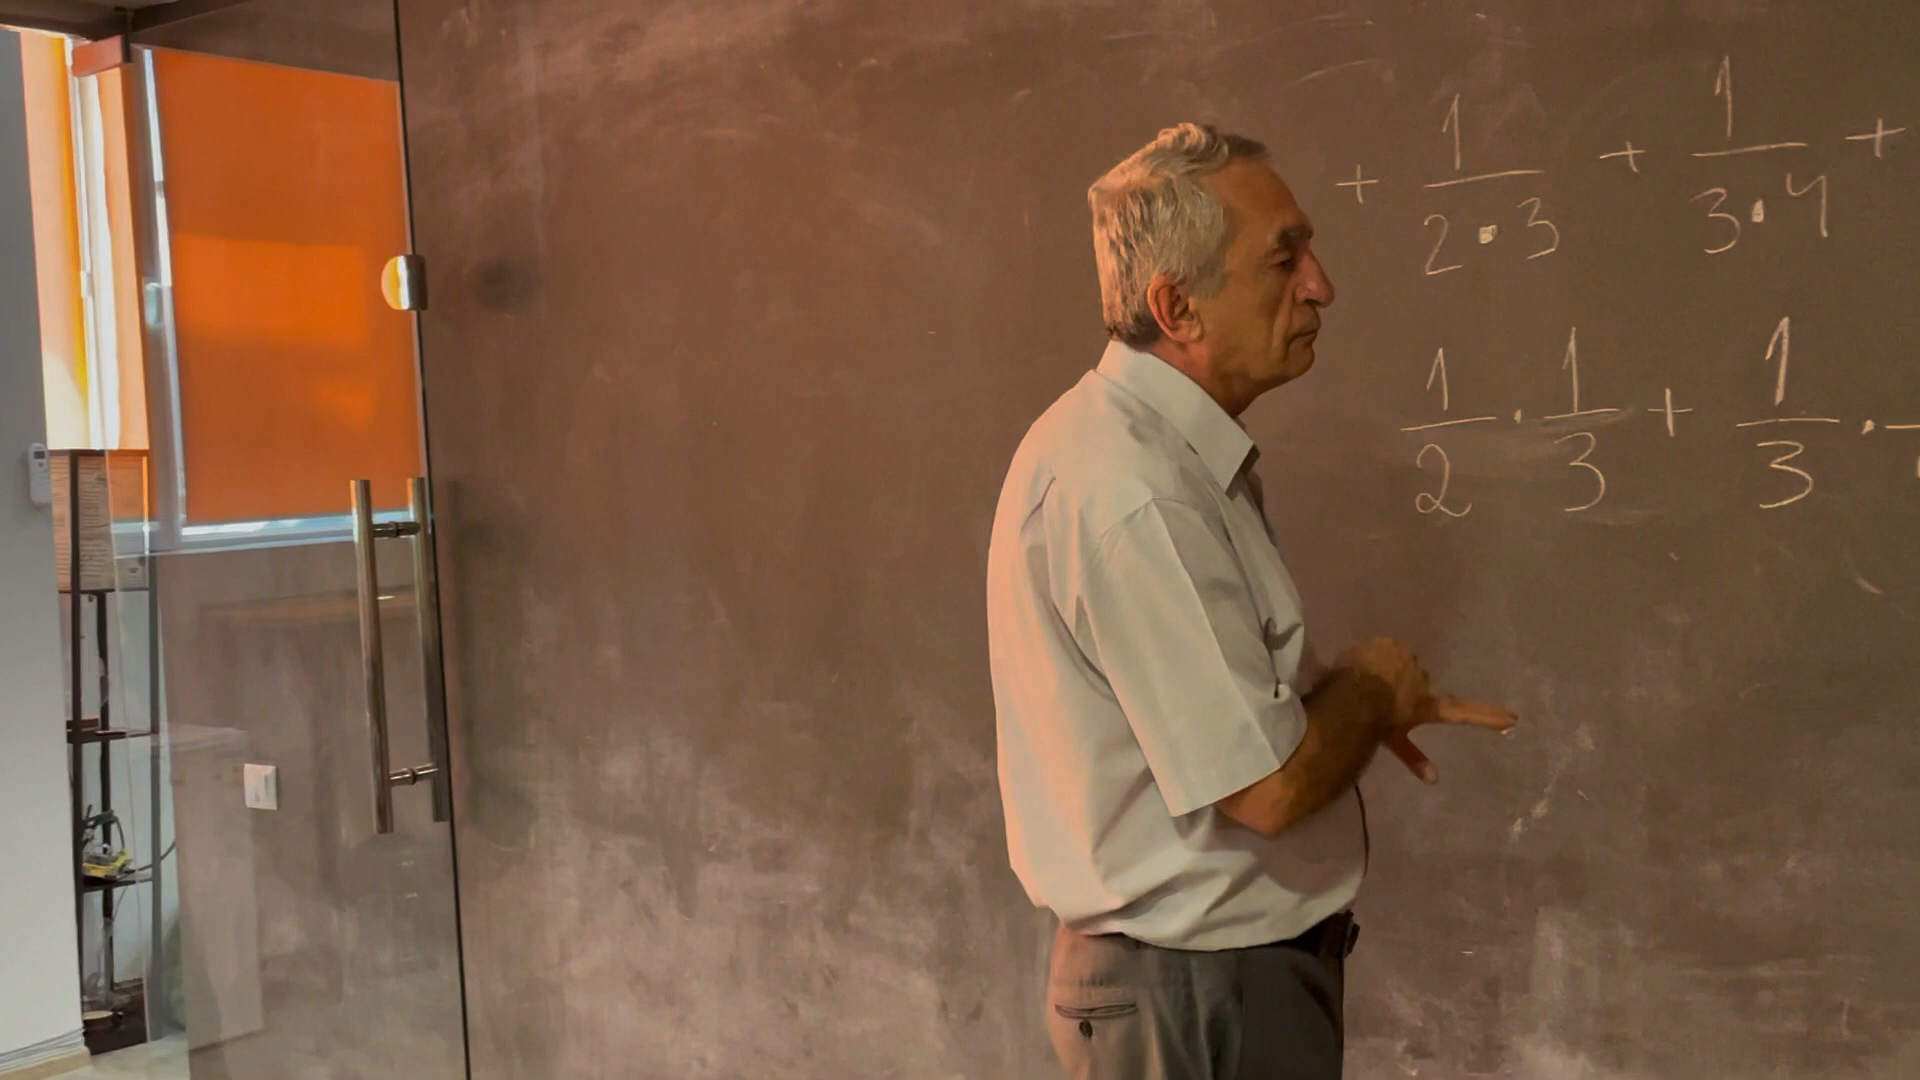 + 1/(2·3) + 1/(3·4) +
1/2 · 1/3 + 1/3 ·